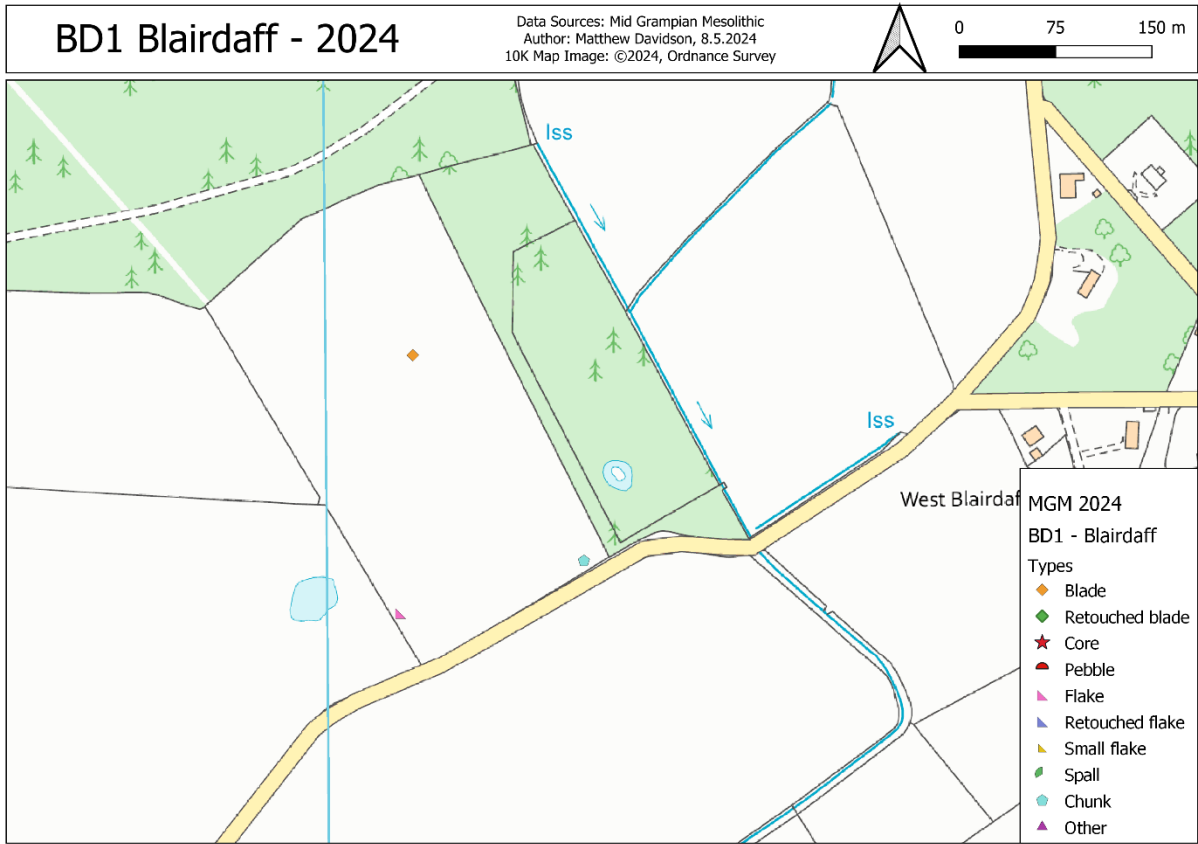 BD1 Blairdaff - 2024
Data Sources: Mid Grampian Mesolithic
Author: Matthew Davidson, 8.5.2024
10K Map Image: ©2024, Ordnance Survey
0 75 150 m
Iss
Iss
West Blairdaf
MGM 2024
BD1 - Blairdaff
Types
Blade
Retouched blade
Core
Pebble
Flake
Retouched flake
Small flake
Spall
Chunk
Other